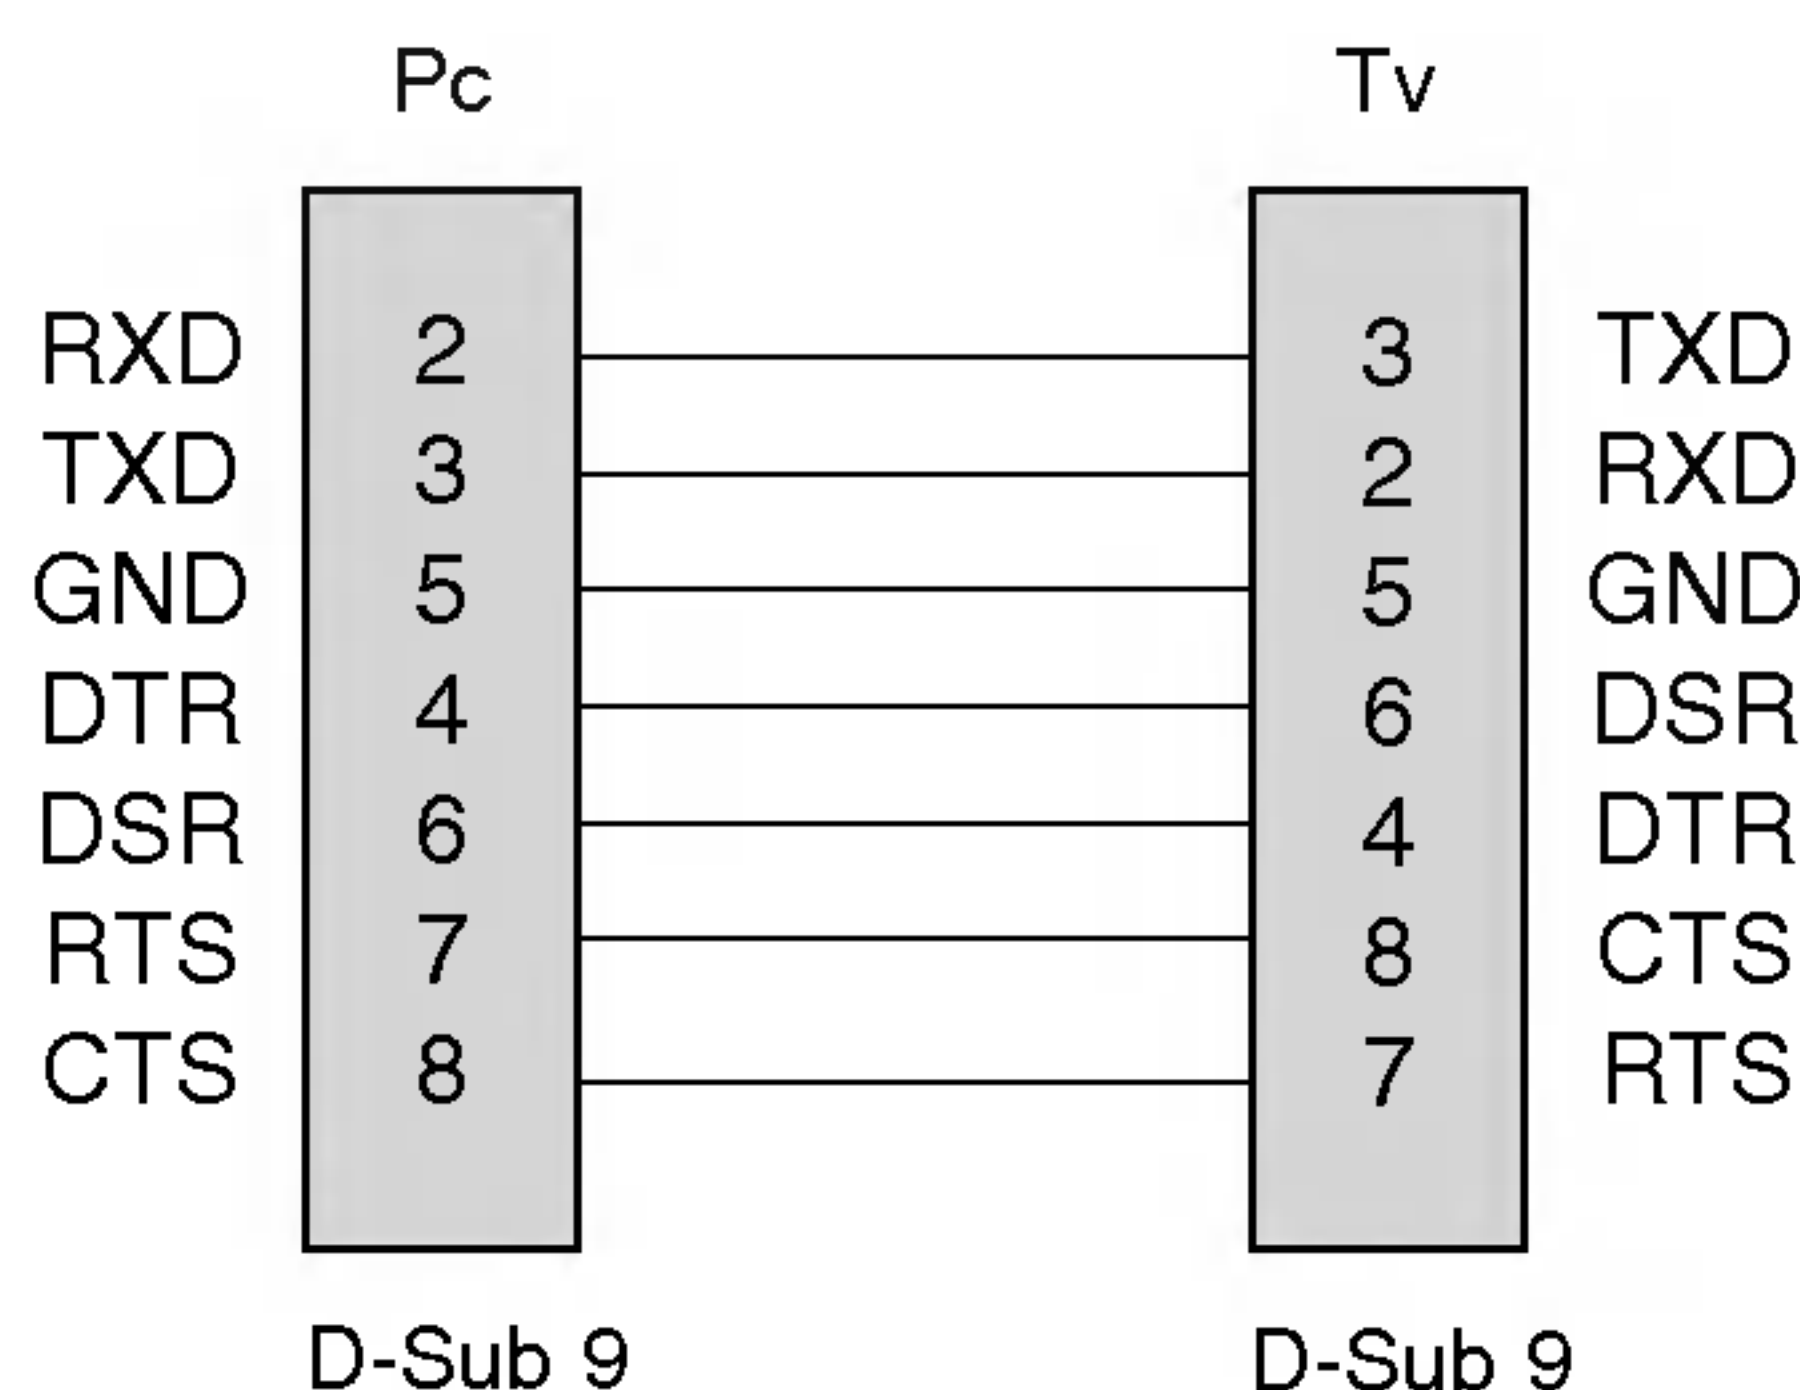 Pc Tv
RXD 2 3 TXD
TXD 3 2 RXD
GND 5 5 GND
DTR 4 6 DSR
DSR 6 4 DTR
RTS 7 8 CTS
CTS 8 7 RTS
D-Sub 9 D-Sub 9